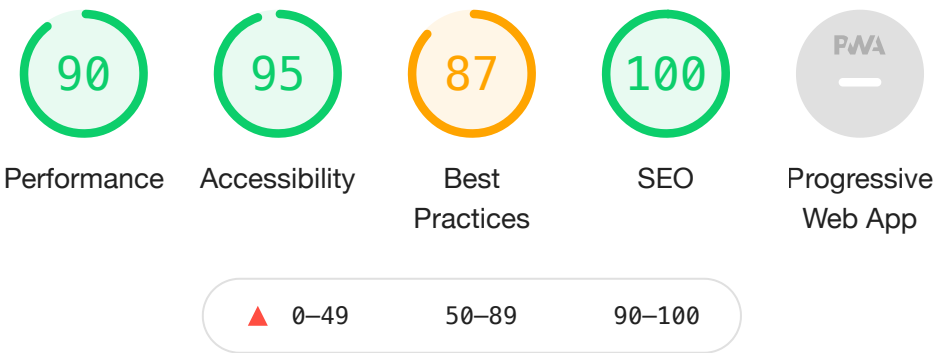 90 95 87 100 PWA
Performance Accessibility Best Practices SEO Progressive Web App
0–49 50–89 90–100